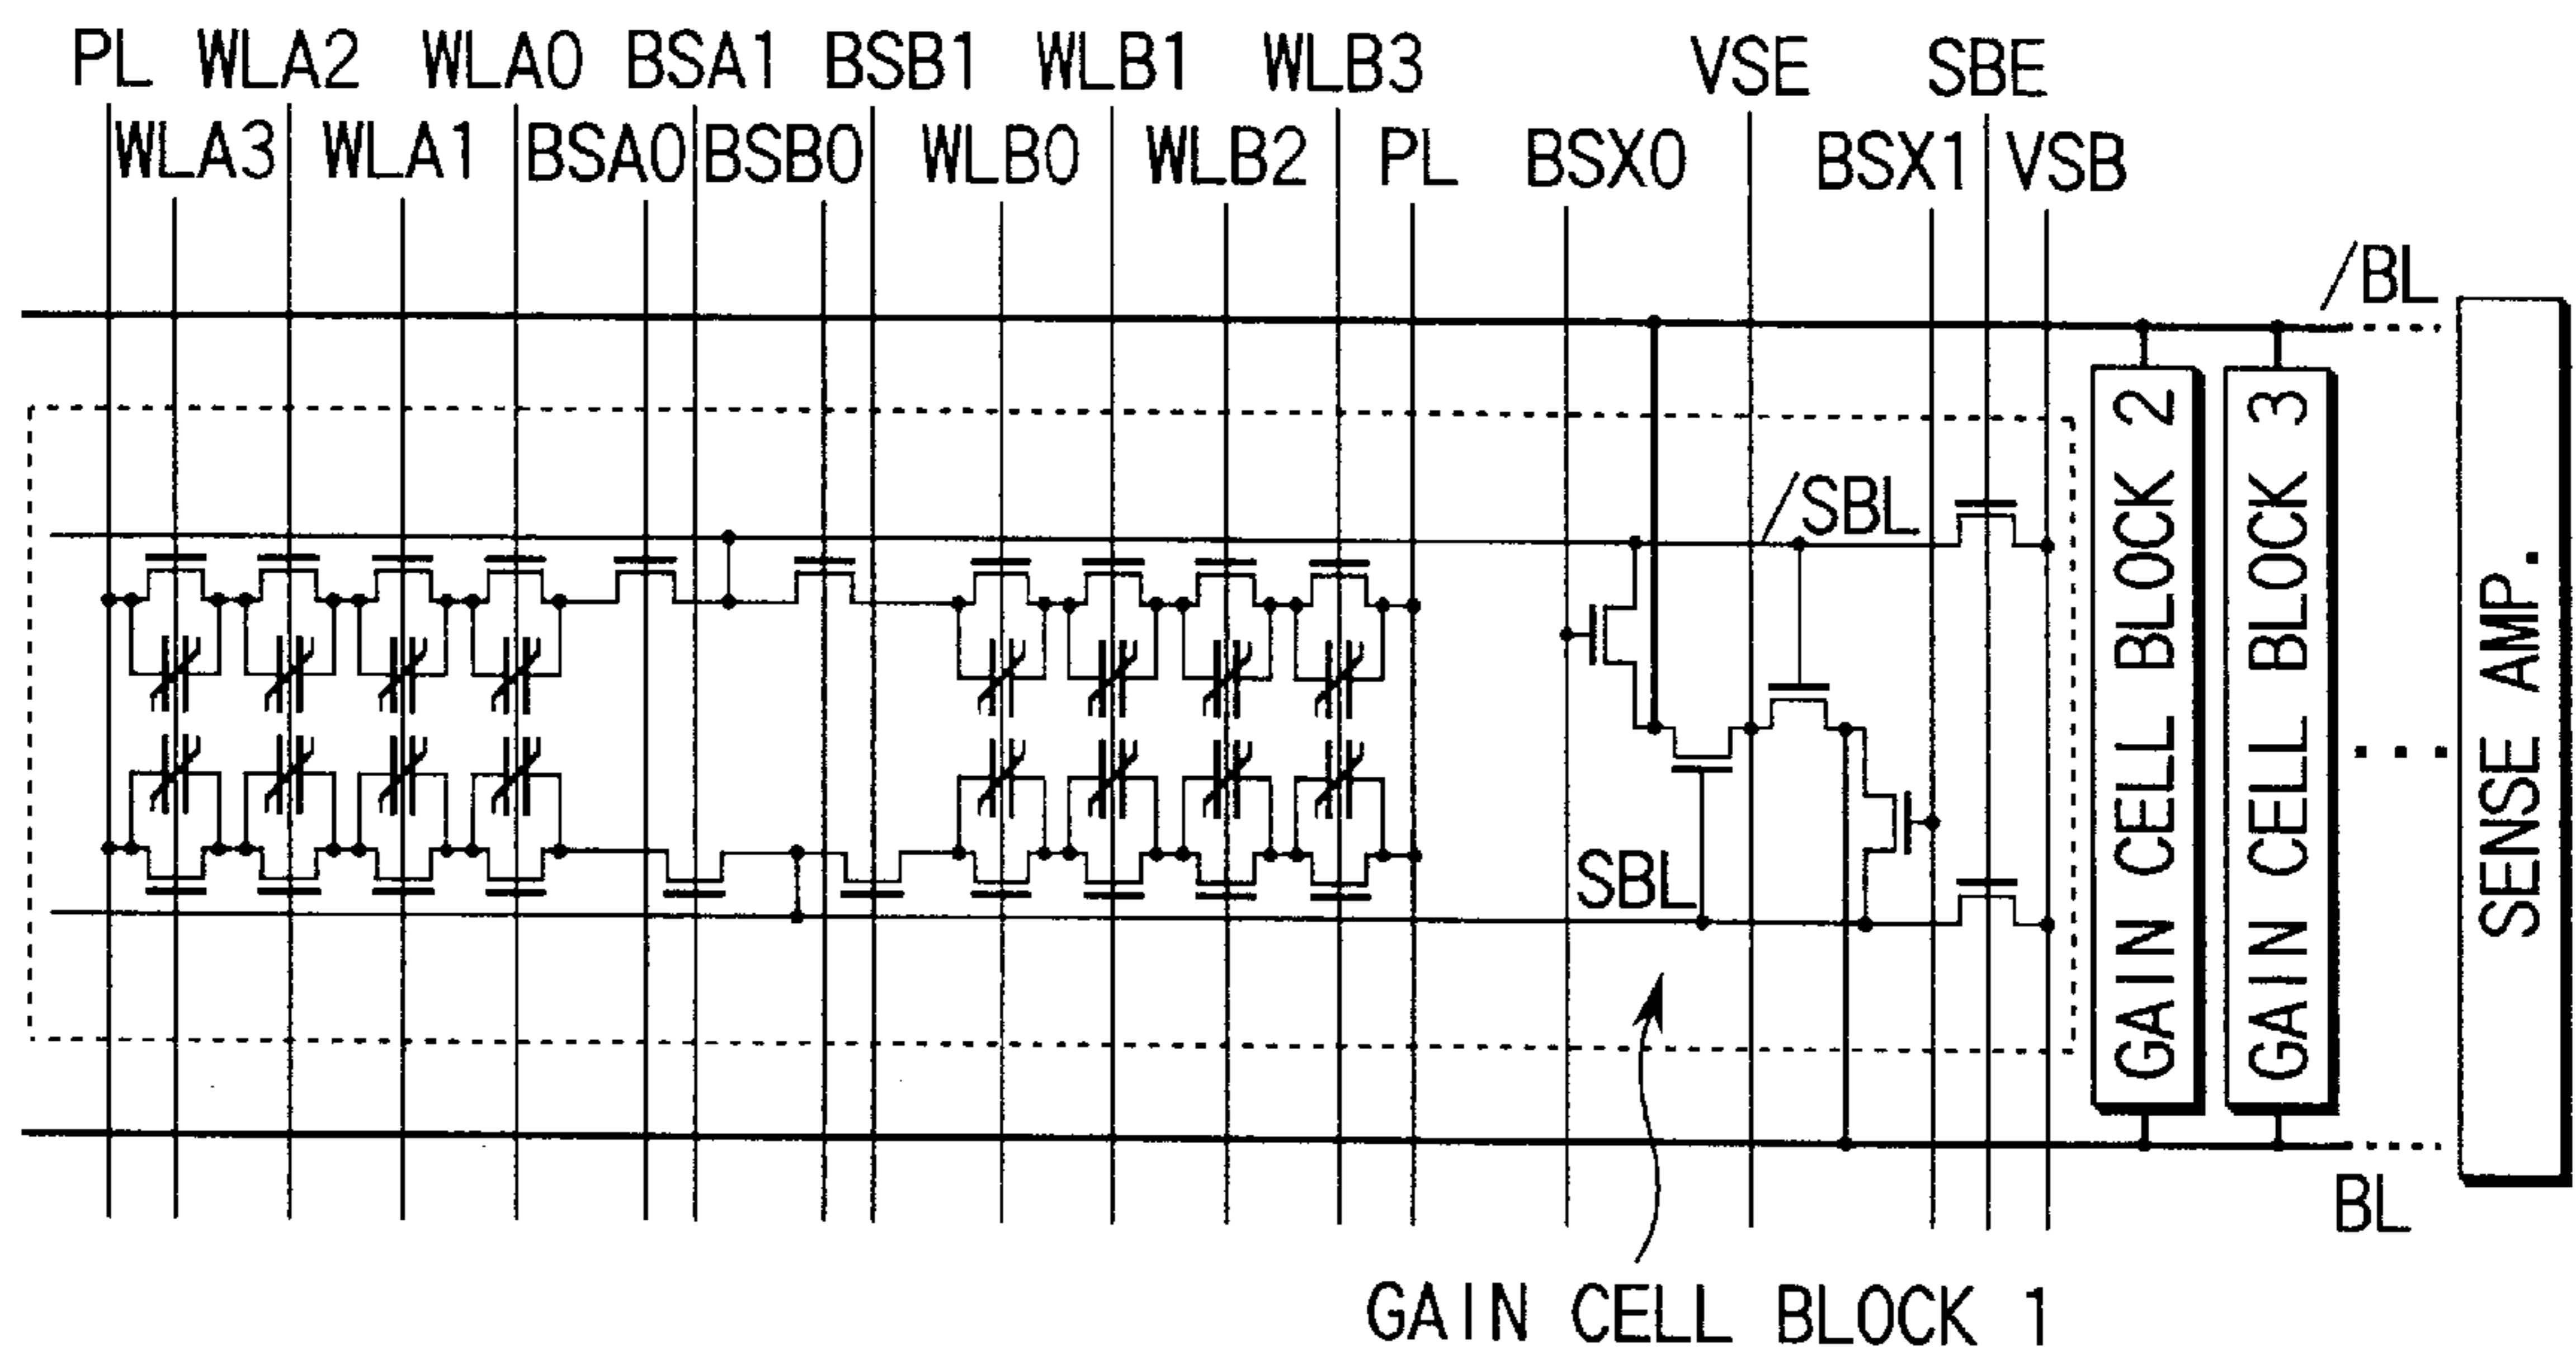 PL WLA2 WLA0 BSA1 BSB1 WLB1 WLB3 VSE SBE
WLA3 WLA1 BSA0 BSB0 WLB0 WLB2 PL BSX0 BSX1 VSB
/BL
/SBL
SBL
GAIN CELL BLOCK 2
GAIN CELL BLOCK 3
...
SENSE AMP.
BL
GAIN CELL BLOCK 1